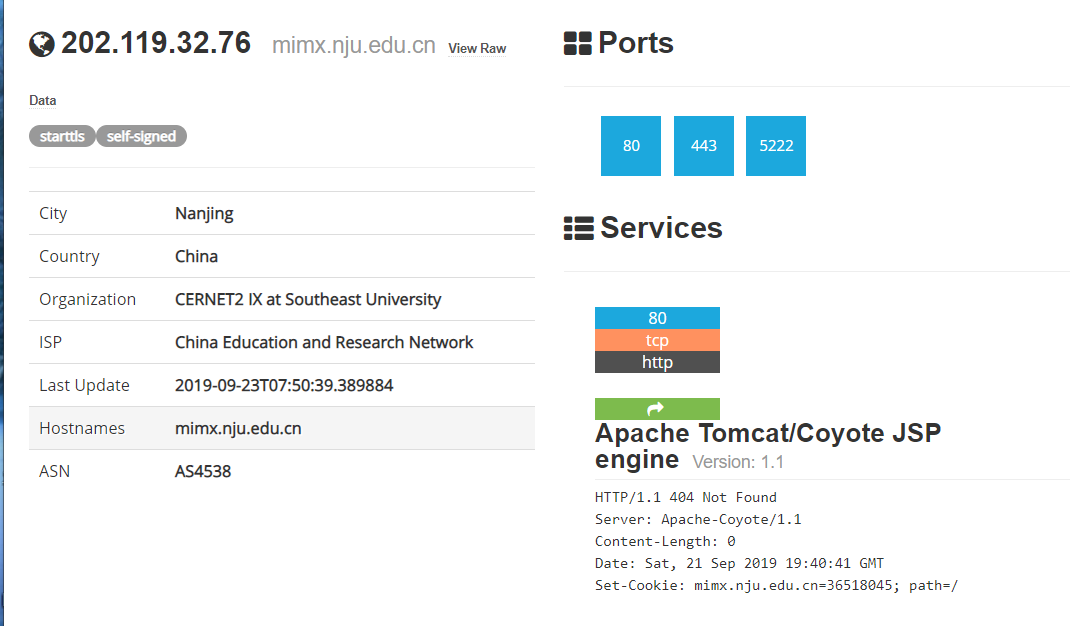 202.119.32.76 mimx.nju.edu.cn View Raw
Data
starttls self-signed
City Nanjing
Country China
Organization CERNET2 IX at Southeast University
ISP China Education and Research Network
Last Update 2019-09-23T07:50:39.389884
Hostnames mimx.nju.edu.cn
ASN AS4538
Ports
80 443 5222
Services
80
tcp
http
Apache Tomcat/Coyote JSP
engine Version: 1.1
HTTP/1.1 404 Not Found
Server: Apache-Coyote/1.1
Content-Length: 0
Date: Sat, 21 Sep 2019 19:40:41 GMT
Set-Cookie: mimx.nju.edu.cn=36518045; path=/